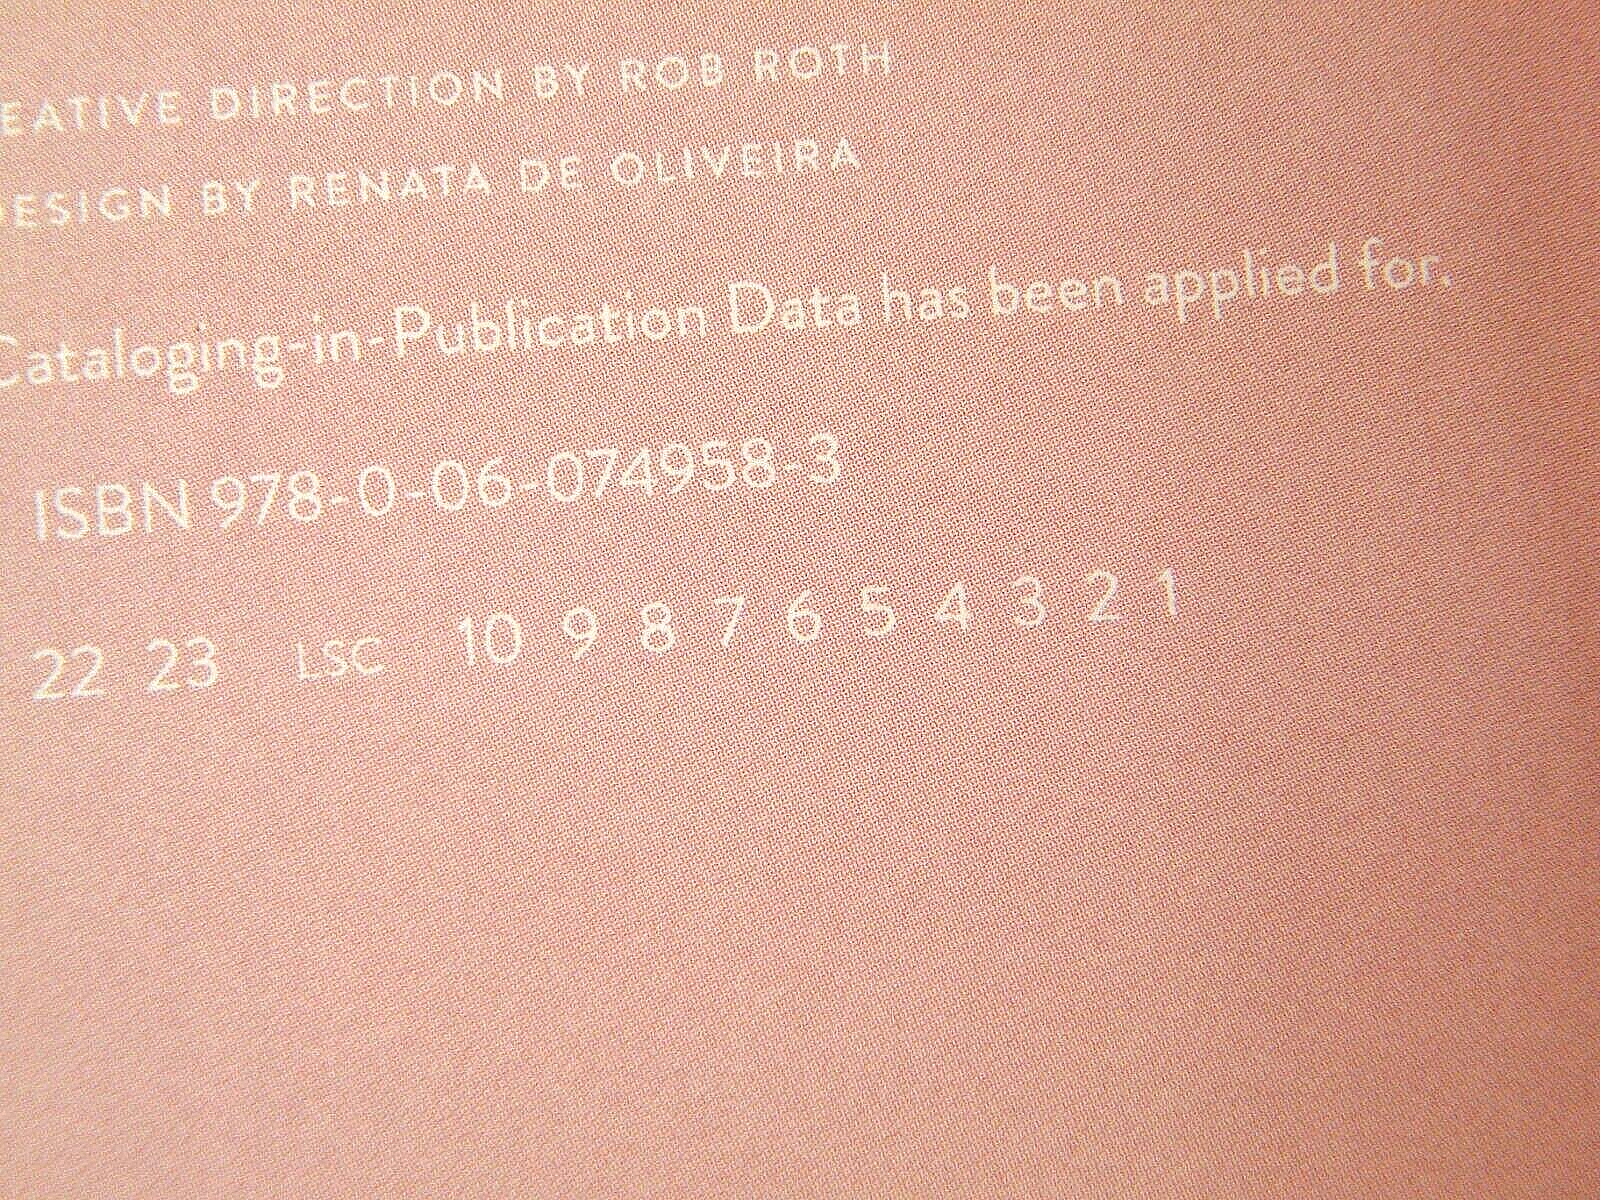 EATIVE DIRECTION BY ROB ROTH
DESIGN BY RENATA DE OLIVEIRA
Cataloging-in-Publication Data has been applied for.
ISBN 978-0-06-074958-3
22 23 LSC 10 9 8 7 6 5 4 3 2 1